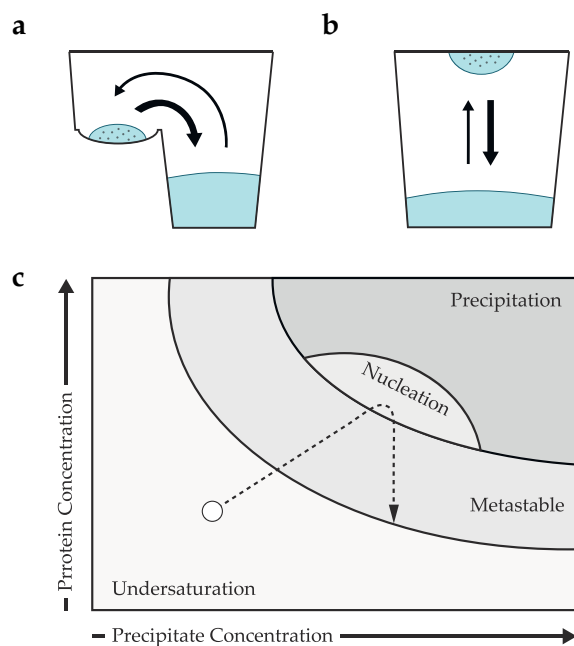 a
b
c
Precipitation
Nucleation
Metastable
Undersaturation
Prrotein Concentration
Precipitate Concentration